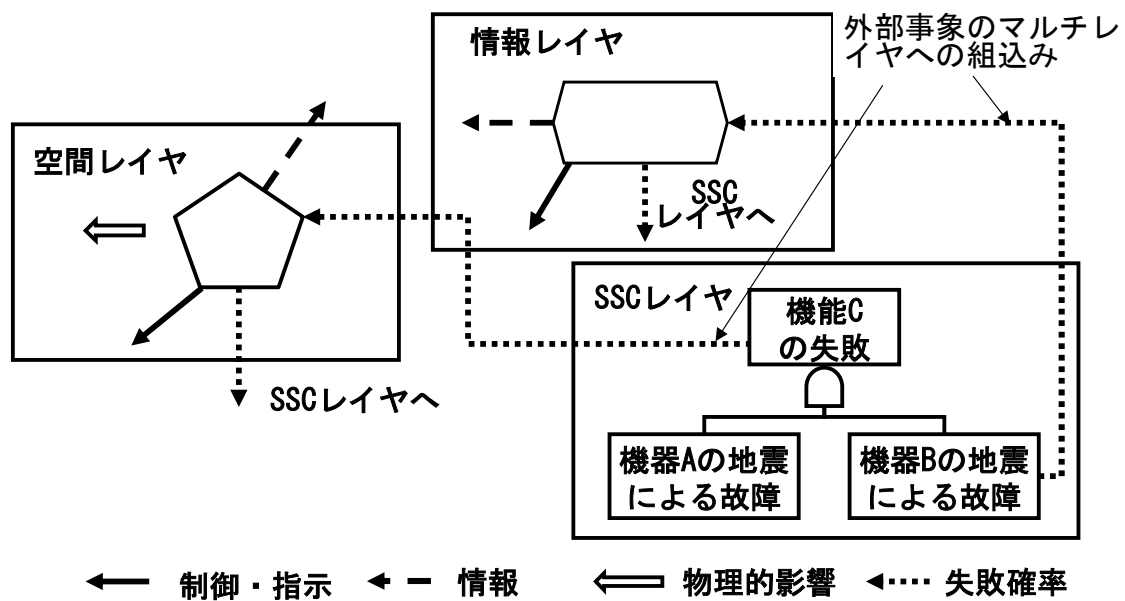 外部事象のマルチレ
イヤへの組込み
情報レイヤ
空間レイヤ
SSC
レイヤへ
SSCレイヤ
機能C
の失敗
SSCレイヤへ
機器Aの地震
による故障
機器Bの地震
による故障
制御・指示
情報
物理的影響
失敗確率